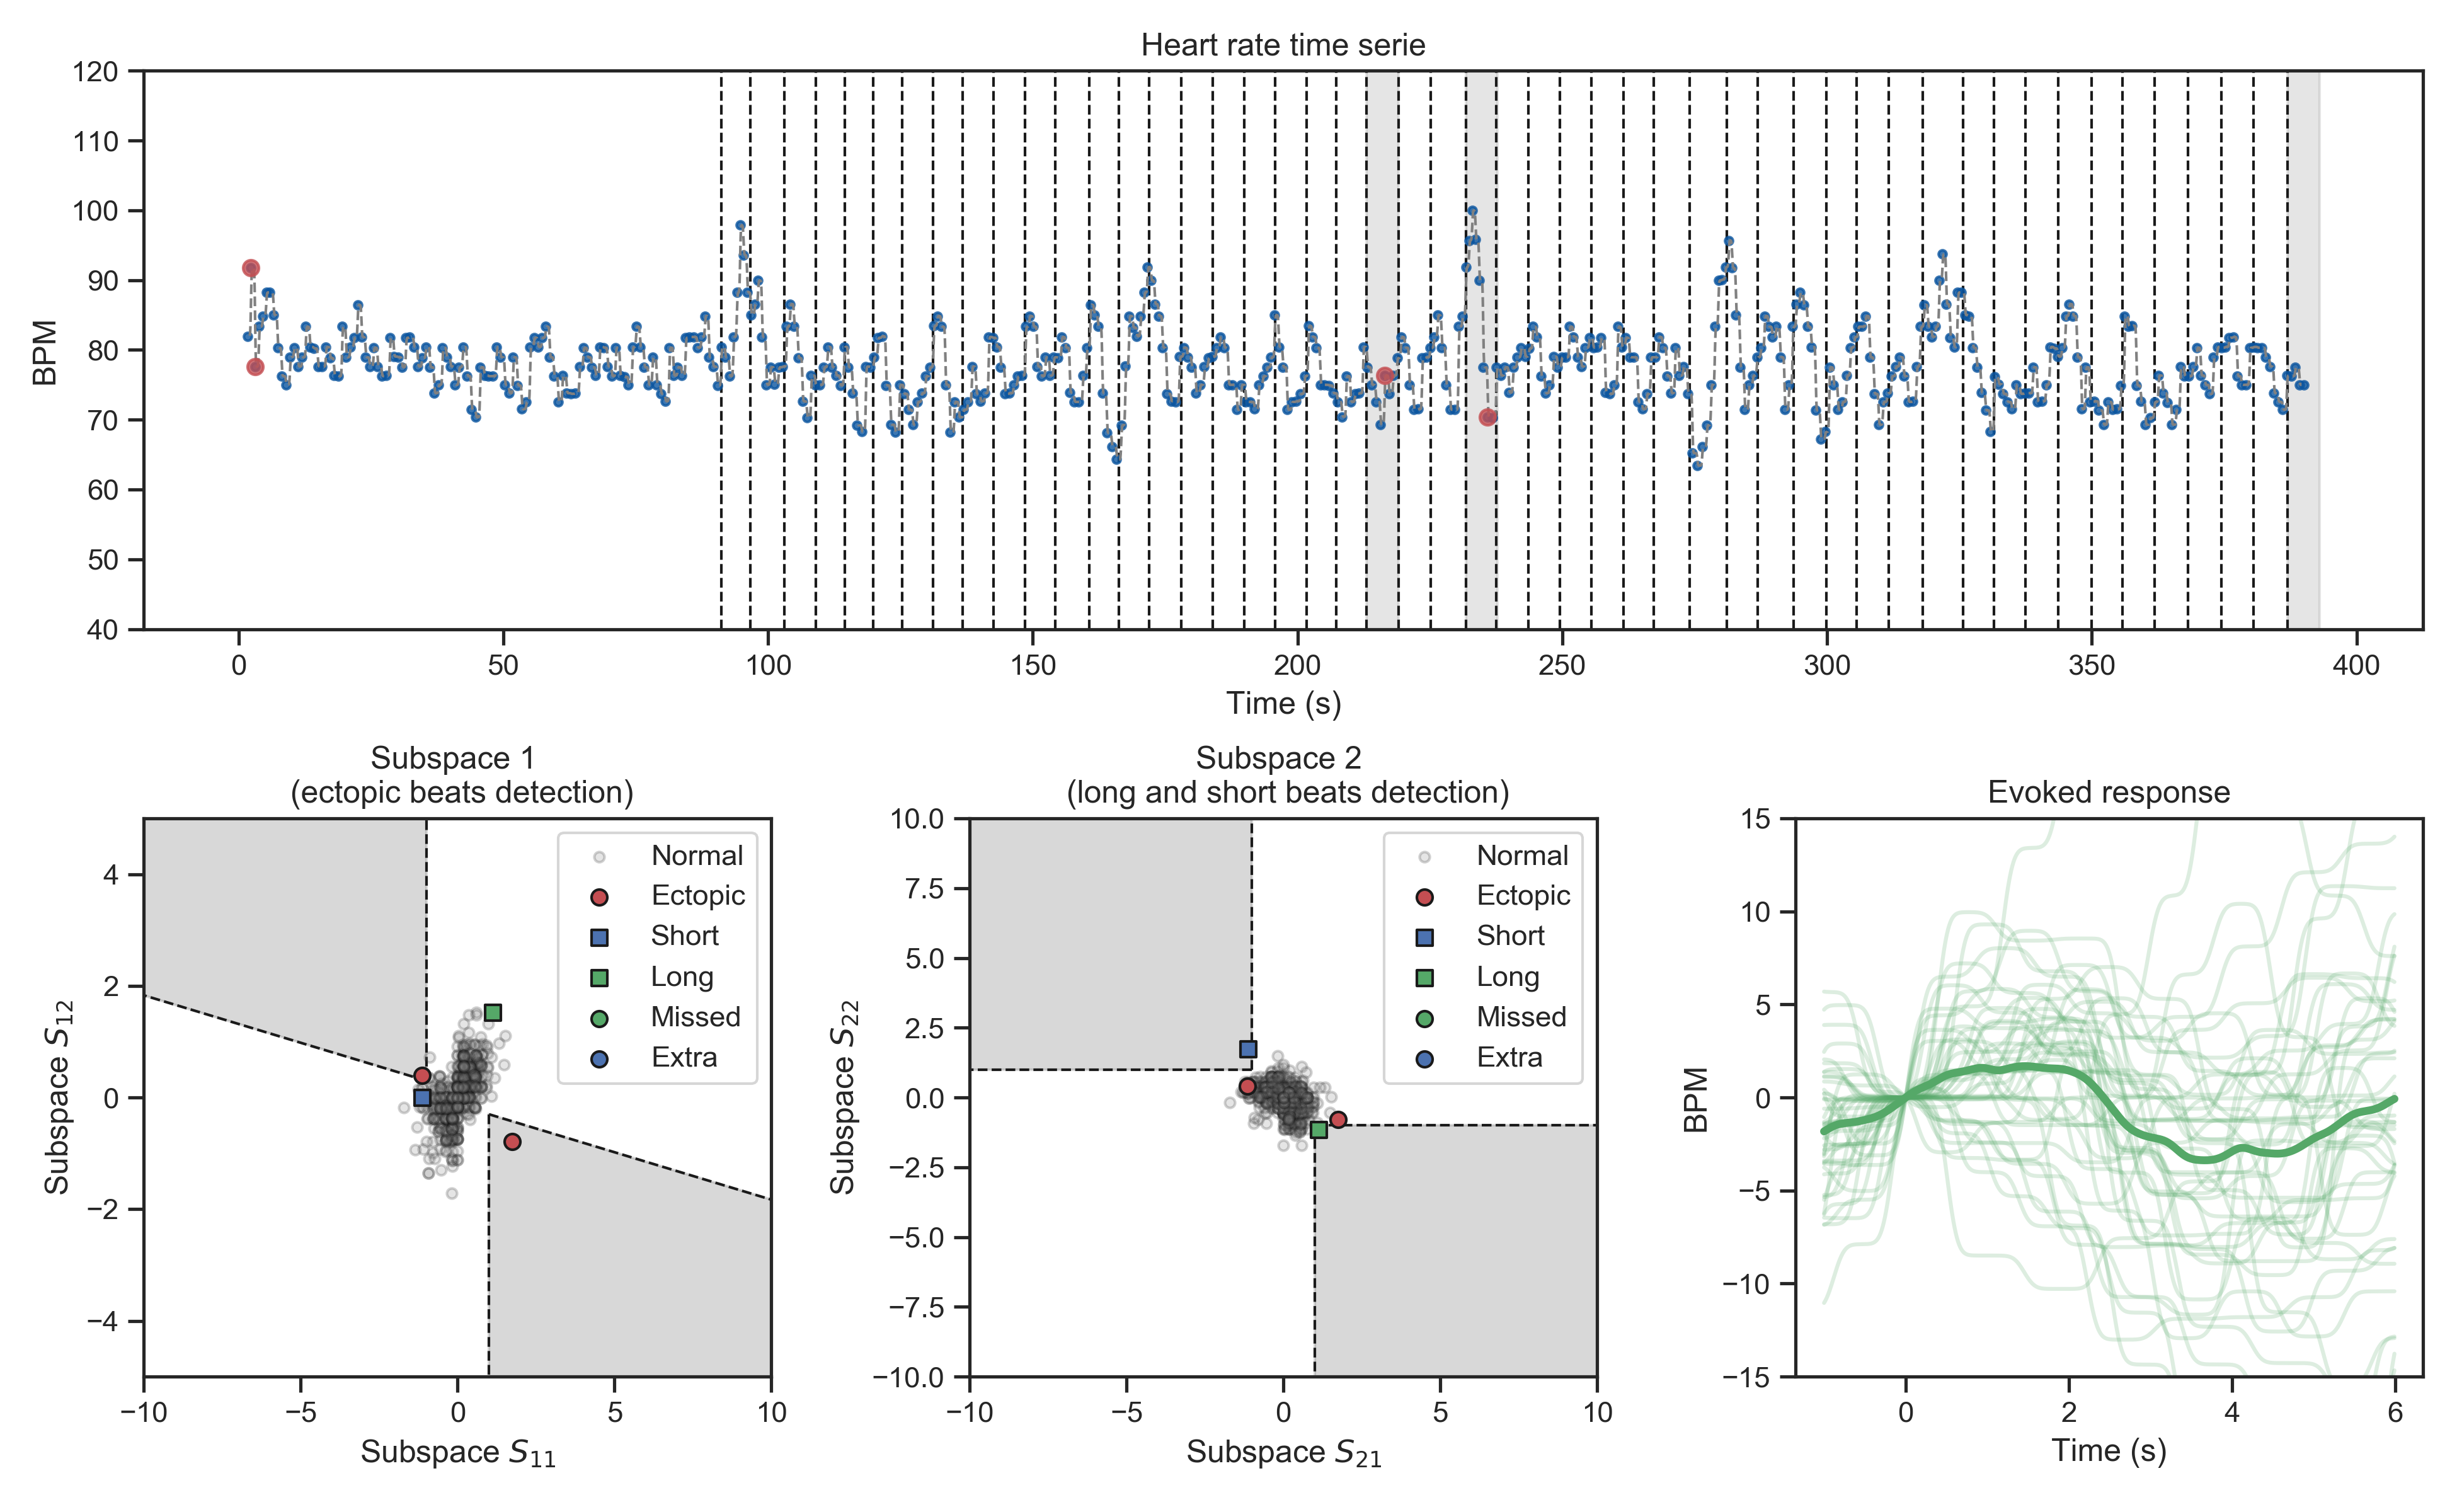 Heart rate time serie
120
110
100
90
80
70
60
50
40
BPM
0 50 100 150 200 250 300 350 400
Time (s)
Subspace 1
(ectopic beats detection)
4
2
0
−2
−4
Subspace S12
Normal
Ectopic
Short
Long
Missed
Extra
−10 −5 0 5 10
Subspace S11
Subspace 2
(long and short beats detection)
10.0
7.5
5.0
2.5
0.0
−2.5
−5.0
−7.5
−10.0
Subspace S22
Normal
Ectopic
Short
Long
Missed
Extra
−10 −5 0 5 10
Subspace S21
Evoked response
15
10
5
0
−5
−10
−15
BPM
0 2 4 6
Time (s)